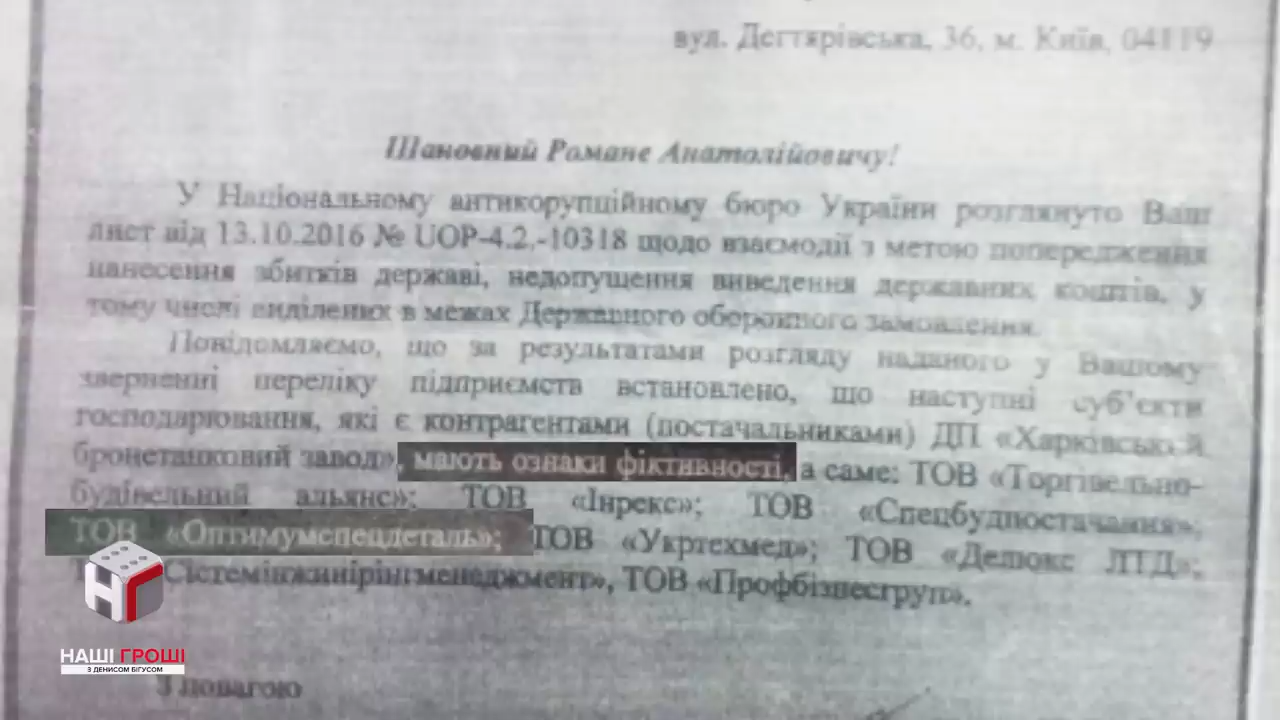 вул. Дегтярівська, 36, м. Київ, 04119
Шановний Романе Анатолійовичу!
У Національному антикорупційному бюро України розглянуто Ваш
лист від 13.10.2016 № UOP-4.2.-10318 щодо взаємодії з метою попередження
нанесення збитків державі, недопущення виведення державних коштів, у
тому числі виділених в межах Державного оборонного замовлення.
Повідомляємо, що за результатами розгляду наданого у Вашому
зверненні переліку підприємств встановлено, що наступні суб'єкти
господарювання, які є контрагентами (постачальниками) ДП «Харківський
бронетанковий завод», мають ознаки фіктивності, а саме: ТОВ «Торгівельно-
будівельний альянс»; ТОВ «Інрекс»; ТОВ «Спецбудпостачання»;
ТОВ «Оптимумспецдеталь»; ТОВ «Укртехмед»; ТОВ «Делюкс ЛТД»;
«Сістемінжинірінгменеджмент», ТОВ «Профбізнесгруп».
З повагою
НАШІ ГРОШІ
З ДЕНИСОМ БІГУСОМ